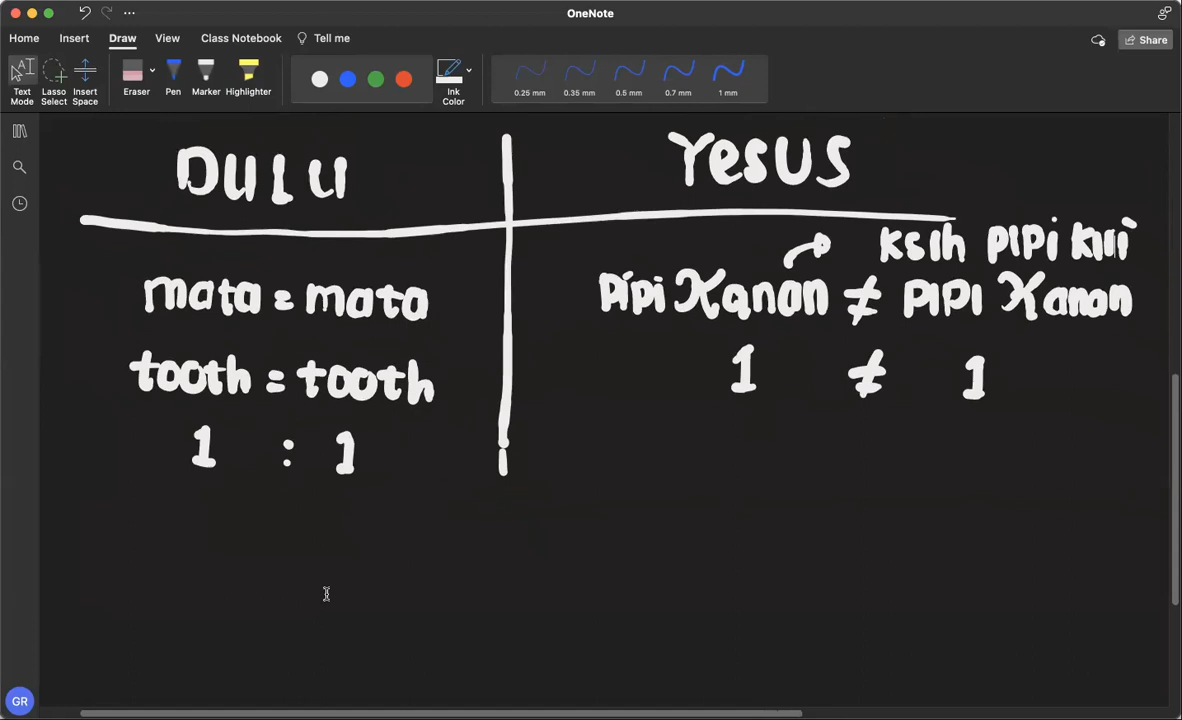 OneNote
Home Insert Draw View Class Notebook Tell me
Share
Text Mode
Lasso Select
Insert Space
Eraser
Pen
Marker
Highlighter
Ink Color
0.25 mm 0.35 mm 0.5 mm 0.7 mm 1 mm
DULU
Yesus
ksih pipi kiri
mata = mata
pipi Kanan ≠ pipi Kanan
tooth = tooth
1 ≠ 1
1 : 1
GR